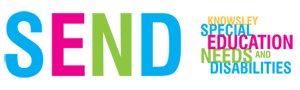 SEND
KNOWSLEY
SPECIAL
EDUCATION
NEEDS AND
DISABILITIES